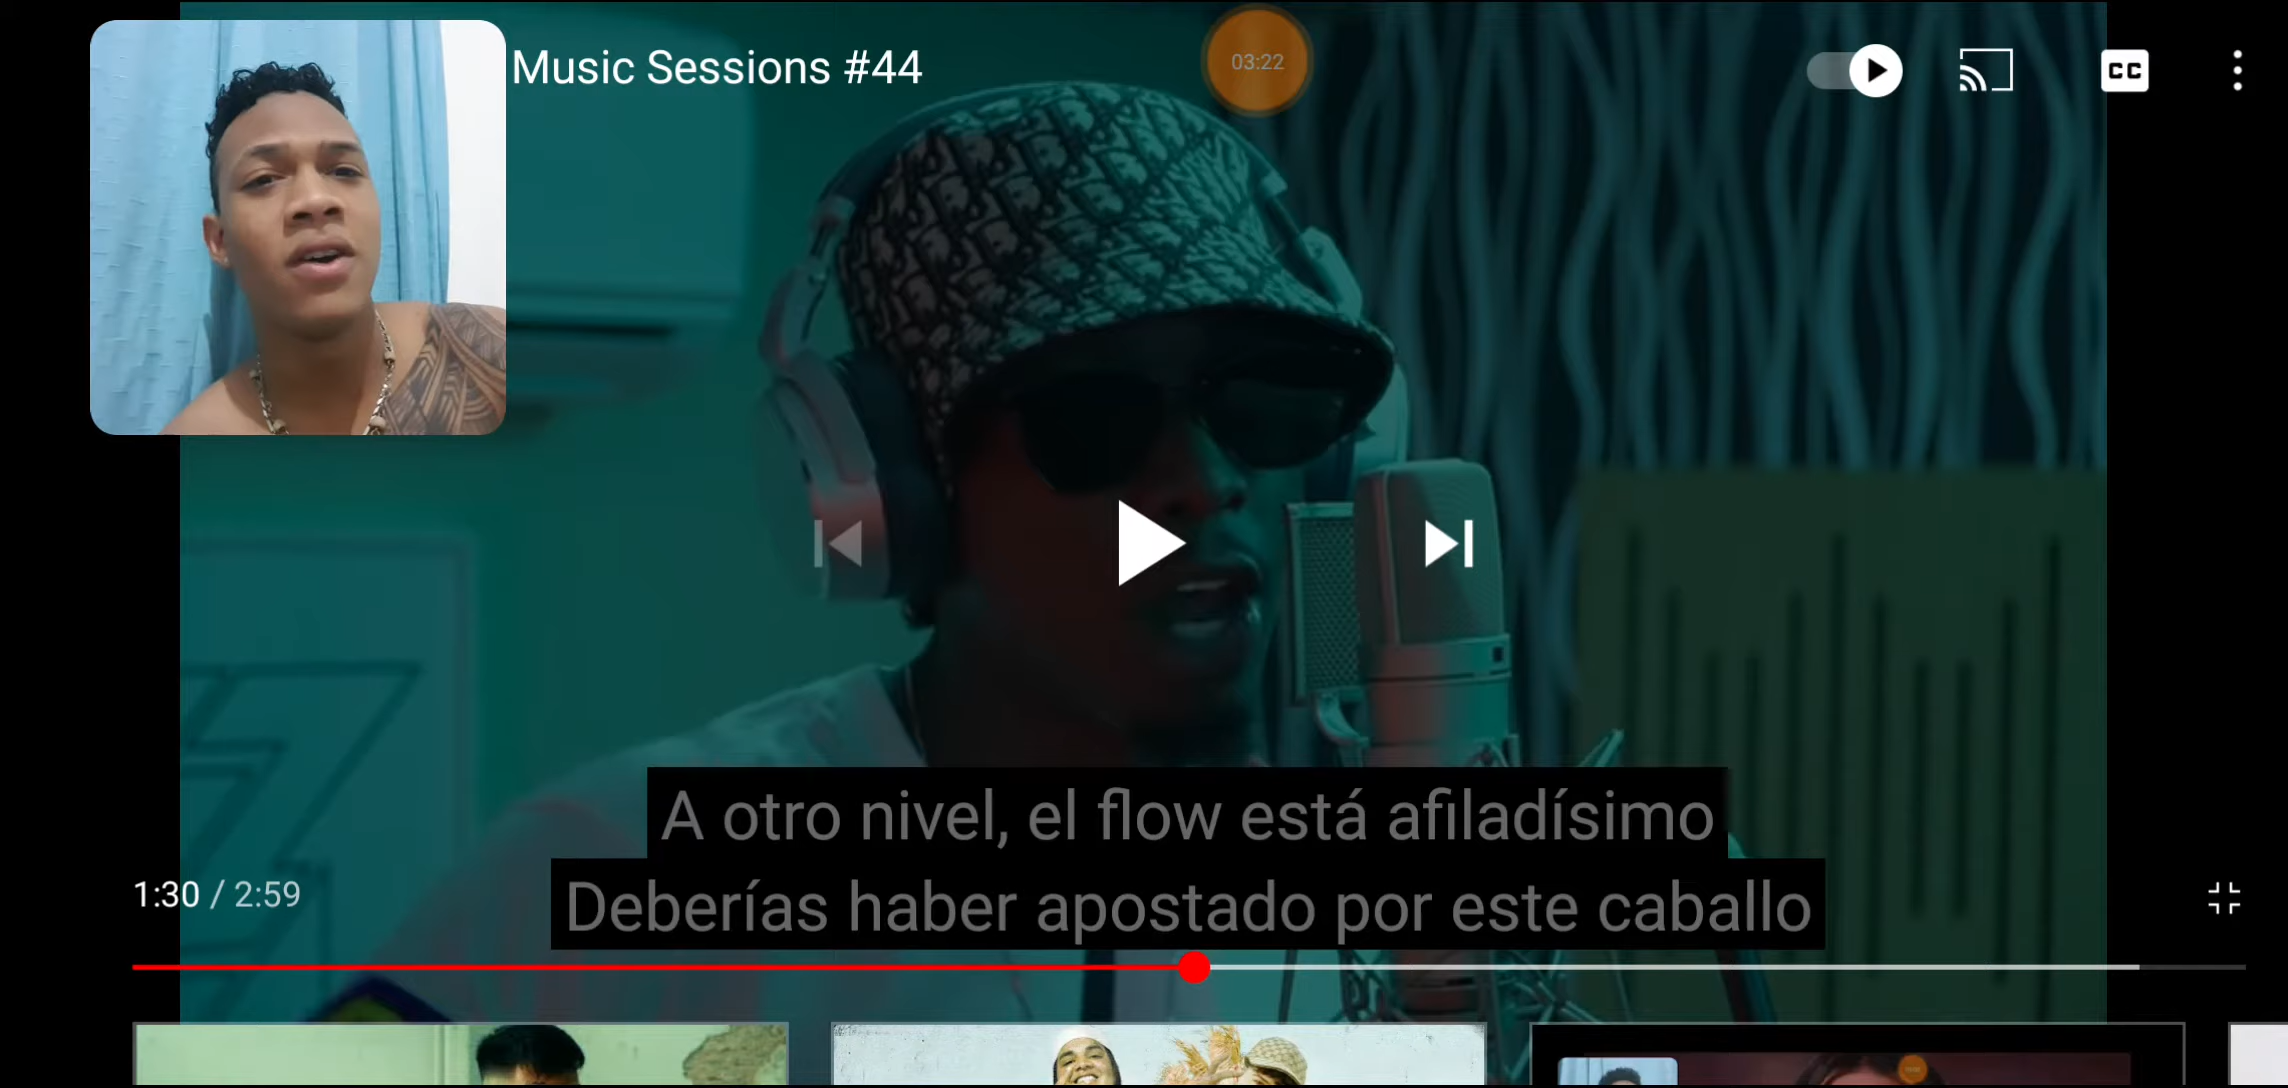 Music Sessions #44
03:22
CC
A otro nivel, el flow está afiladísimo
Deberías haber apostado por este caballo
1:30 / 2:59